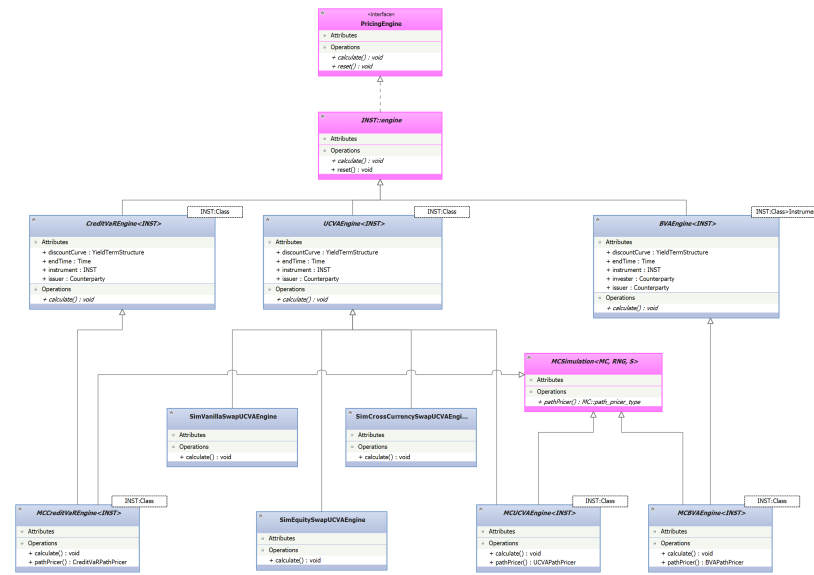 «interface»
PricingEngine
Attributes
Operations
+ calculate() : void
+ reset() : void
INST::engine
Attributes
Operations
+ calculate() : void
+ reset() : void
INST:Class
CreditVaREngine<INST>
Attributes
+ discountCurve : YieldTermStructure
+ endTime : Time
+ instrument : INST
+ issuer : Counterparty
Operations
+ calculate() : void
INST:Class
UCVAEngine<INST>
Attributes
+ discountCurve : YieldTermStructure
+ endTime : Time
+ instrument : INST
+ issuer : Counterparty
Operations
+ calculate() : void
INST:Class>Instrument
BVAEngine<INST>
Attributes
+ discountCurve : YieldTermStructure
+ endTime : Time
+ instrument : INST
+ invester : Counterparty
+ issuer : Counterparty
Operations
+ calculate() : void
MCSimulation<MC, RNG, S>
Attributes
Operations
+ pathPricer() : MC::path_pricer_type
SimVanillaSwapUCVAEngine
Attributes
Operations
+ calculate() : void
SimCrossCurrencySwapUCVAEngi...
Attributes
Operations
+ calculate() : void
INST:Class
MCCreditVaREngine<INST>
Attributes
Operations
+ calculate() : void
+ pathPricer() : CreditVaRPathPricer
SimEquitySwapUCVAEngine
Attributes
Operations
+ calculate() : void
INST:Class
MCUCVAEngine<INST>
Attributes
Operations
+ calculate() : void
+ pathPricer() : UCVAPathPricer
INST:Class
MCBVAEngine<INST>
Attributes
Operations
+ calculate() : void
+ pathPricer() : BVAPathPricer